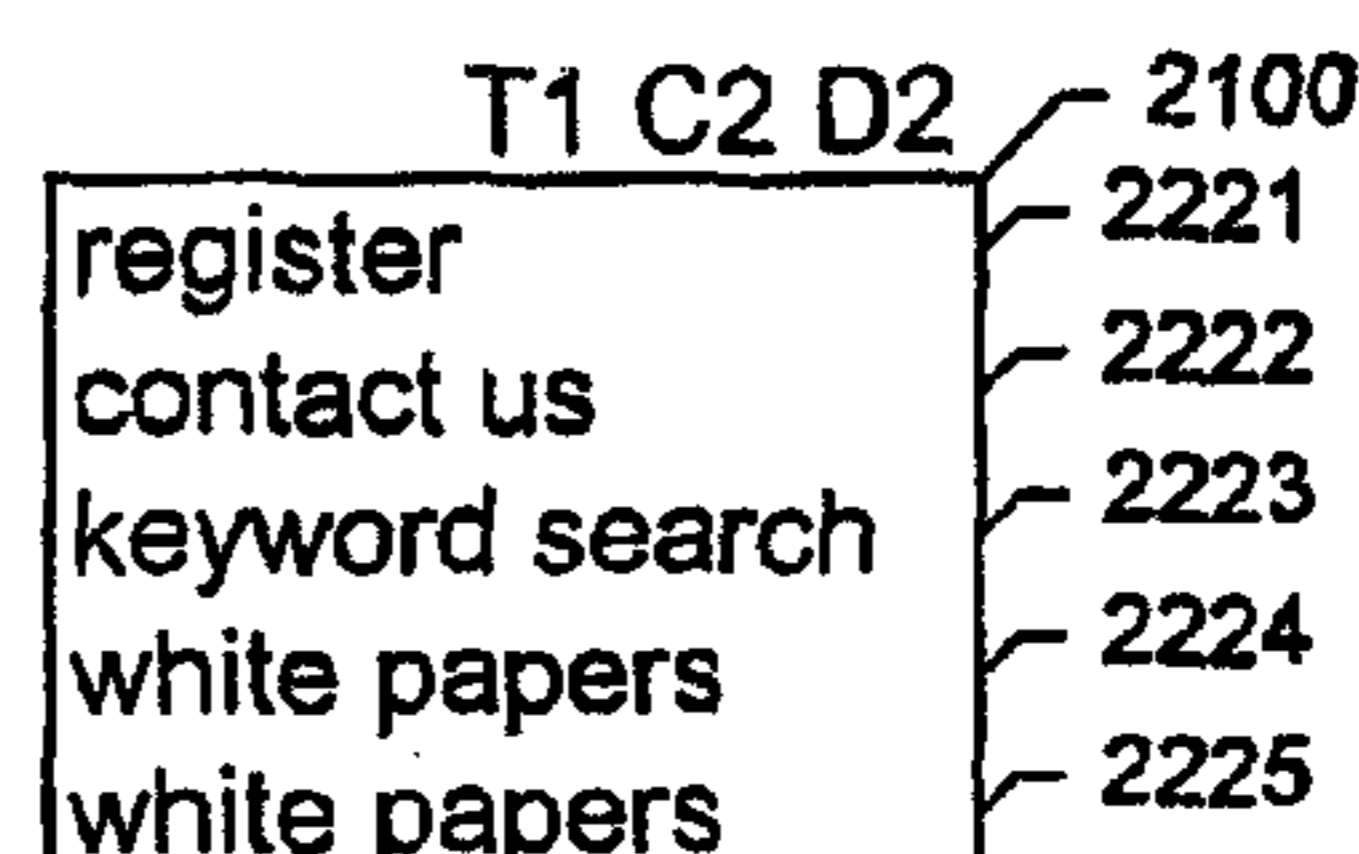 T1 C2 D2 2100
register 2221
contact us 2222
keyword search 2223
white papers 2224
white papers 2225